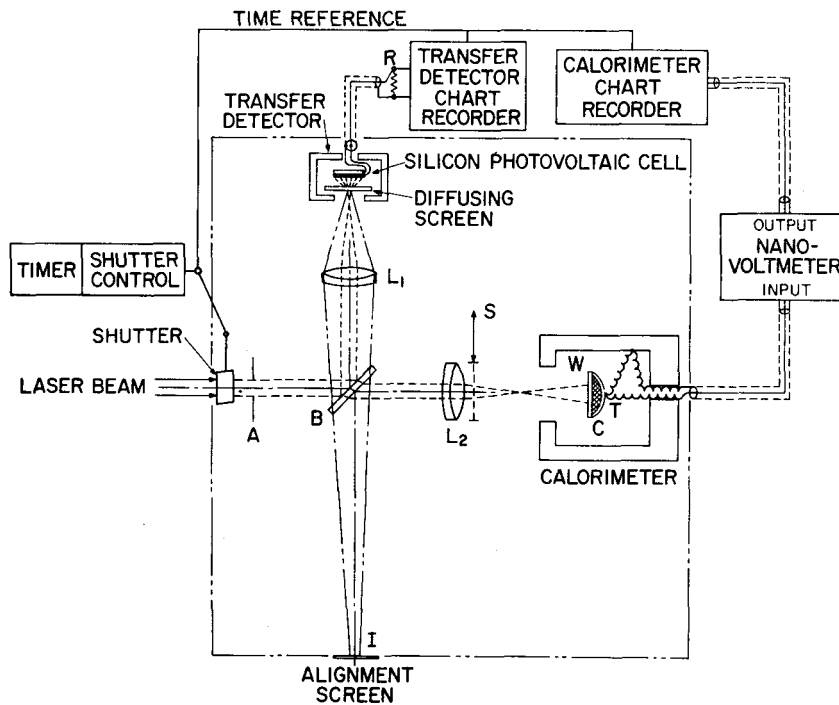 TIME REFERENCE
R
TRANSFER
DETECTOR
CHART
RECORDER
CALORIMETER
CHART
RECORDER
TRANSFER
DETECTOR
SILICON PHOTOVOLTAIC CELL
DIFFUSING
SCREEN
OUTPUT
NANO-
VOLTMETER
INPUT
TIMER
SHUTTER
CONTROL
L1
SHUTTER
S
LASER BEAM
A
B
L2
W
T
C
CALORIMETER
I
ALIGNMENT
SCREEN